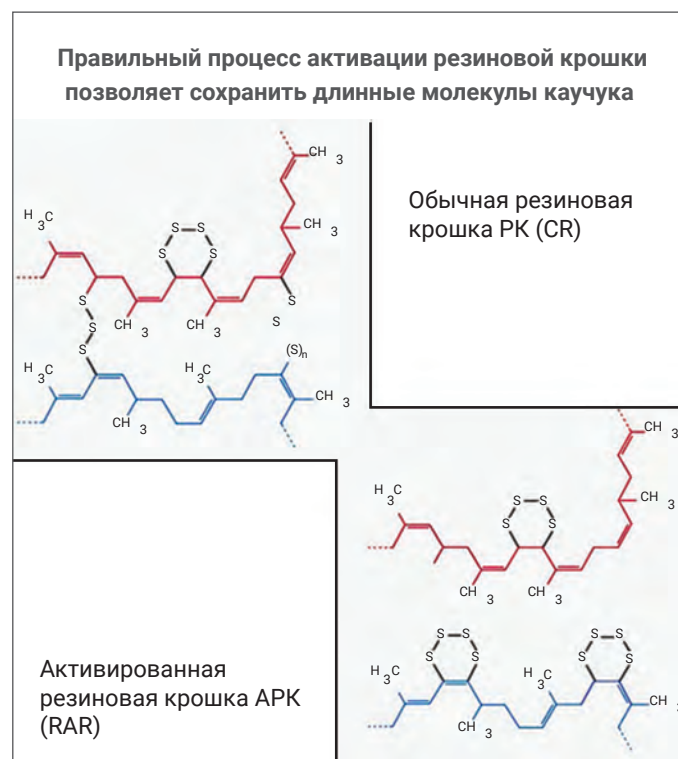 Правильный процесс активации резиновой крошки
позволяет сохранить длинные молекулы каучука
CH 3
H 3C
S S
S S
CH 3
Обычная резиновая
крошка РК (CR)
S
S
CH 3
CH 3
S
S
S
H 3C
H 3C
(S)n
CH 3
CH 3
CH 3
H 3C
S S
S S
CH 3
CH 3
CH 3
Активированная
резиновая крошка АРК
(RAR)
S S
S S
S S
S S
H 3C
H 3C
CH 3
CH 3